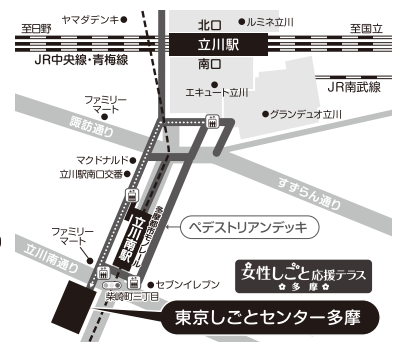 ヤマダデンキ
北口
ルミネ立川
至日野
立川駅
至国立
JR中央線・青梅線
南口
エキュート立川
JR南武線
ファミリー
マート
グランデュオ立川
諏訪通り
マクドナルド
立川駅南口交番
すずらん通り
多摩都市モノレール
立川南駅
ペデストリアンデッキ
ファミリー
マート
立川南通り
セブンイレブン
柴崎町三丁目
女性しごと応援テラス
多摩
東京しごとセンター多摩